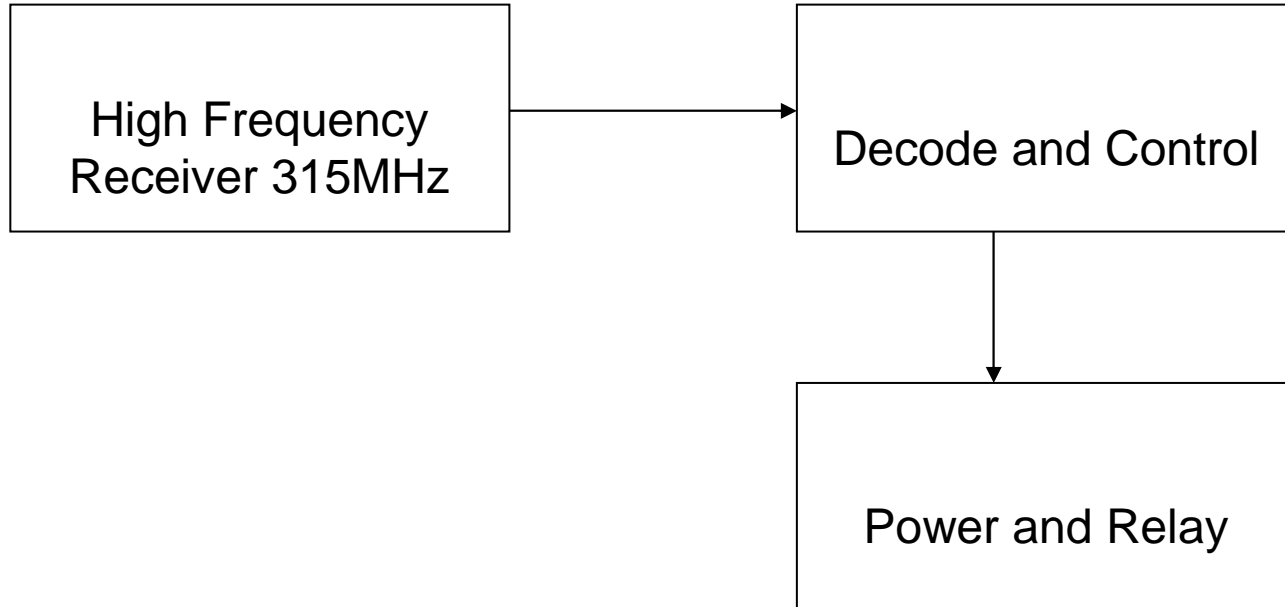 High Frequency
Receiver 315MHz
Decode and Control
Power and Relay